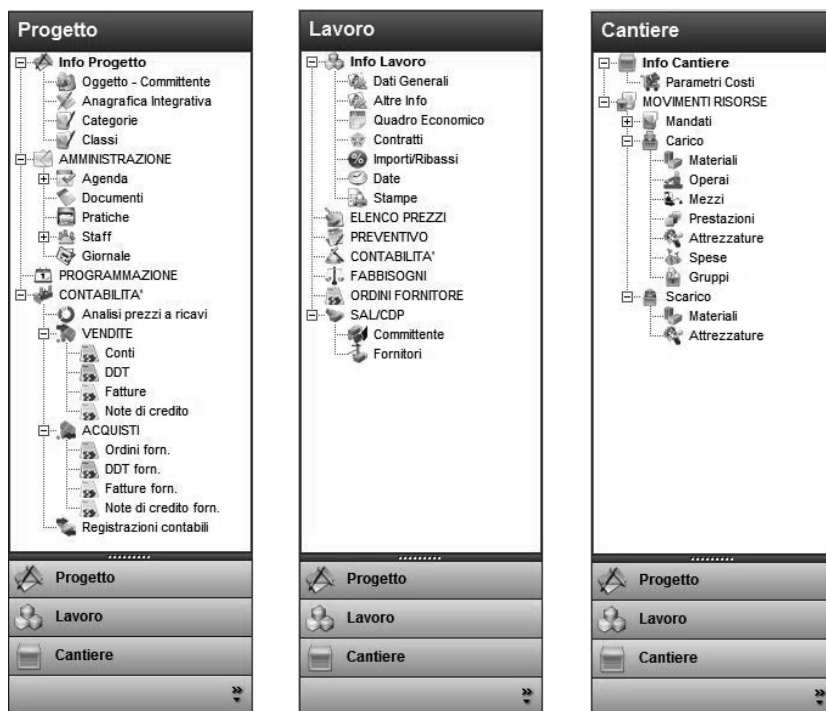 Progetto
Info Progetto
Oggetto - Committente
Anagrafica Integrativa
Categorie
Classi
AMMINISTRAZIONE
Agenda
Documenti
Pratiche
Staff
Giornale
PROGRAMMAZIONE
CONTABILITA'
Analisi prezzi a ricavi
VENDITE
Conti
DDT
Fatture
Note di credito
ACQUISTI
Ordini forn.
DDT forn.
Fatture forn.
Note di credito forn.
Registrazioni contabili
Progetto
Lavoro
Cantiere
Lavoro
Info Lavoro
Dati Generali
Altre Info
Quadro Economico
Contratti
Importi/Ribassi
Date
Stampe
ELENCO PREZZI
PREVENTIVO
CONTABILITA'
FABBISOGNI
ORDINI FORNITORE
SAL/CDP
Committente
Fornitori
Progetto
Lavoro
Cantiere
Cantiere
Info Cantiere
Parametri Costi
MOVIMENTI RISORSE
Mandati
Carico
Materiali
Operai
Mezzi
Prestazioni
Attrezzature
Spese
Gruppi
Scarico
Materiali
Attrezzature
Progetto
Lavoro
Cantiere